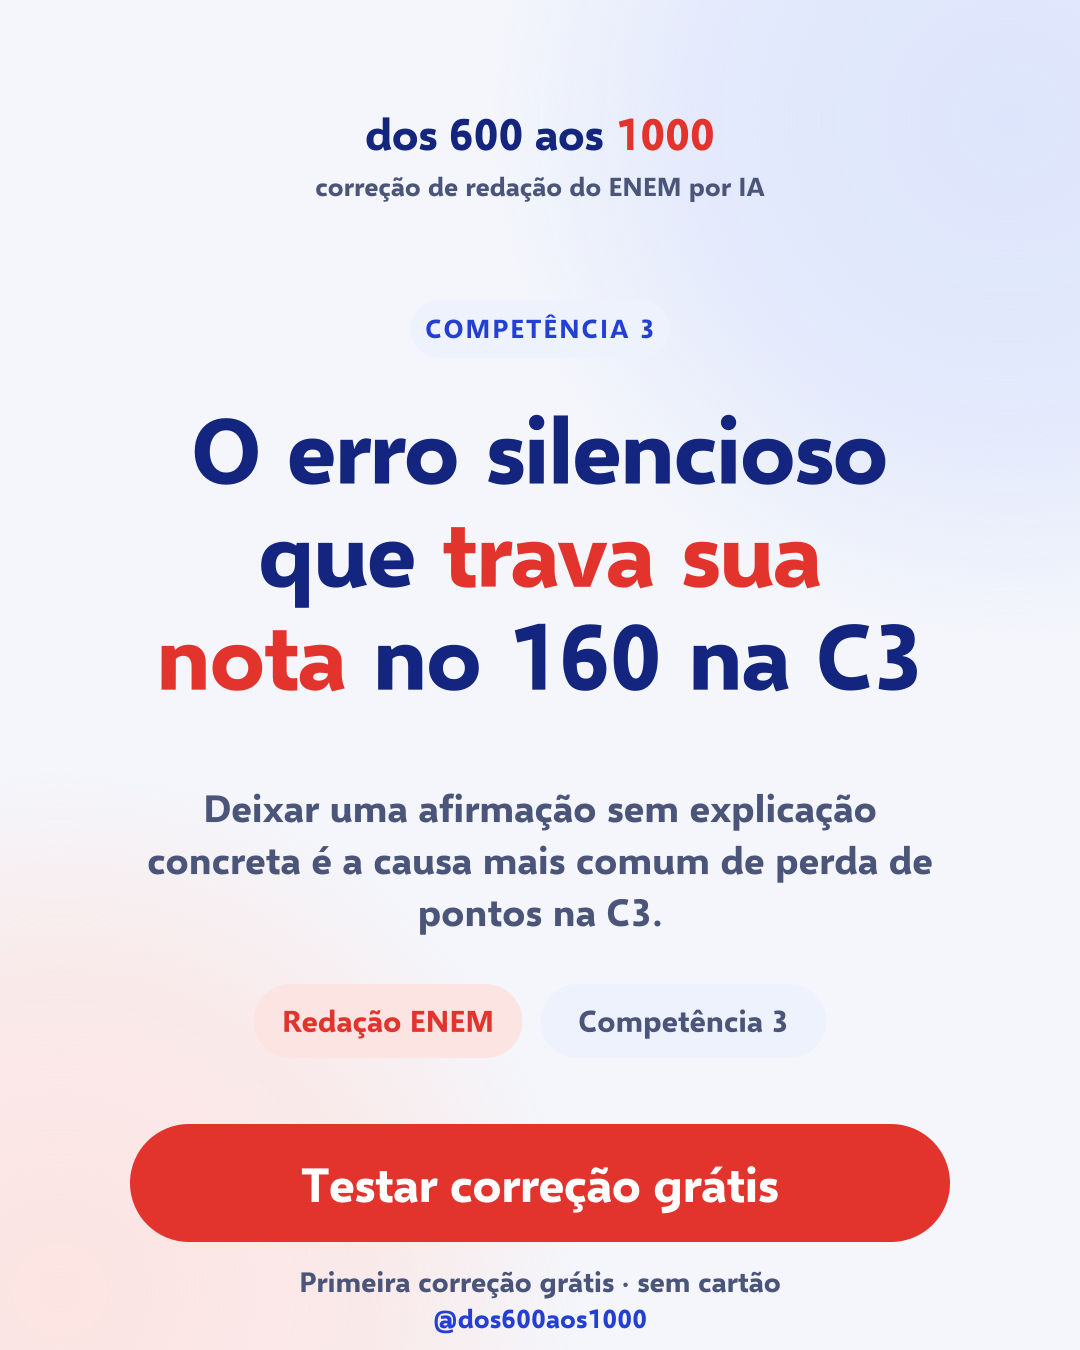 dos 600 aos 1000
correção de redação do ENEM por IA
COMPETÊNCIA 3
O erro silencioso
que trava sua
nota no 160 na C3
Deixar uma afirmação sem explicação
concreta é a causa mais comum de perda de
pontos na C3.
Redação ENEM
Competência 3
Testar correção grátis
Primeira correção grátis · sem cartão
@dos600aos1000